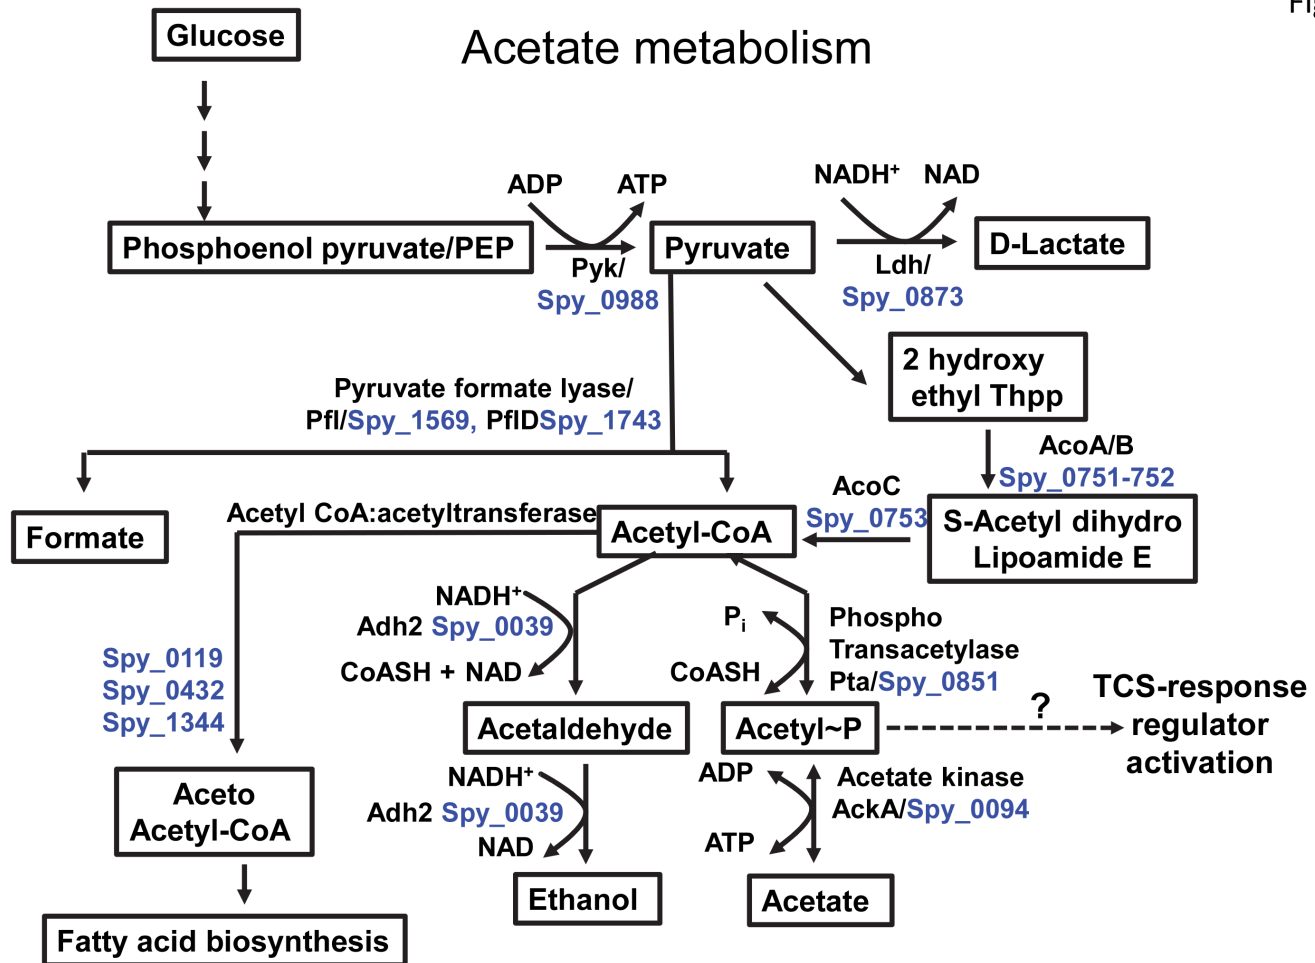 Fig
Glucose
Acetate metabolism
ADP
ATP
NADH+
NAD
Phosphoenol pyruvate/PEP
Pyruvate
D-Lactate
Pyk/
Spy_0988
Ldh/
Spy_0873
2 hydroxy
ethyl Thpp
Pyruvate formate lyase/
Pfl/Spy_1569, PflDSpy_1743
AcoA/B
Spy_0751-752
AcoC
Spy_0753
Formate
Acetyl CoA:acetyltransferase
Acetyl-CoA
S-Acetyl dihydro
Lipoamide E
NADH+
Adh2 Spy_0039
CoASH + NAD
Pi
CoASH
Phospho
Transacetylase
Pta/Spy_0851
Spy_0119
Spy_0432
Spy_1344
Acetaldehyde
Acetyl~P
?
TCS-response
regulator
activation
NADH+
Adh2 Spy_0039
NAD
ADP
ATP
Acetate kinase
AckA/Spy_0094
Aceto
Acetyl-CoA
Ethanol
Acetate
Fatty acid biosynthesis